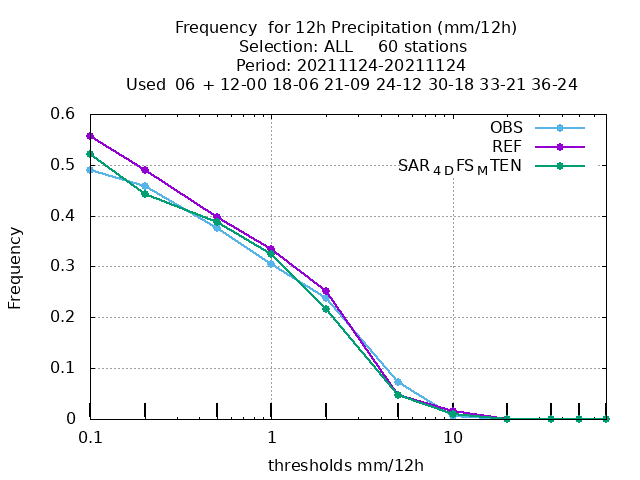 Frequency  for 12h Precipitation (mm/12h)
Selection: ALL     60 stations
Period: 20211124-20211124
Used  06 + 12-00 18-06 21-09 24-12 30-18 33-21 36-24
OBS
REF
SAR4DFSMTEN
0.6
0.5
0.4
0.3
0.2
0.1
0
Frequency
0.1 1 10
thresholds mm/12h